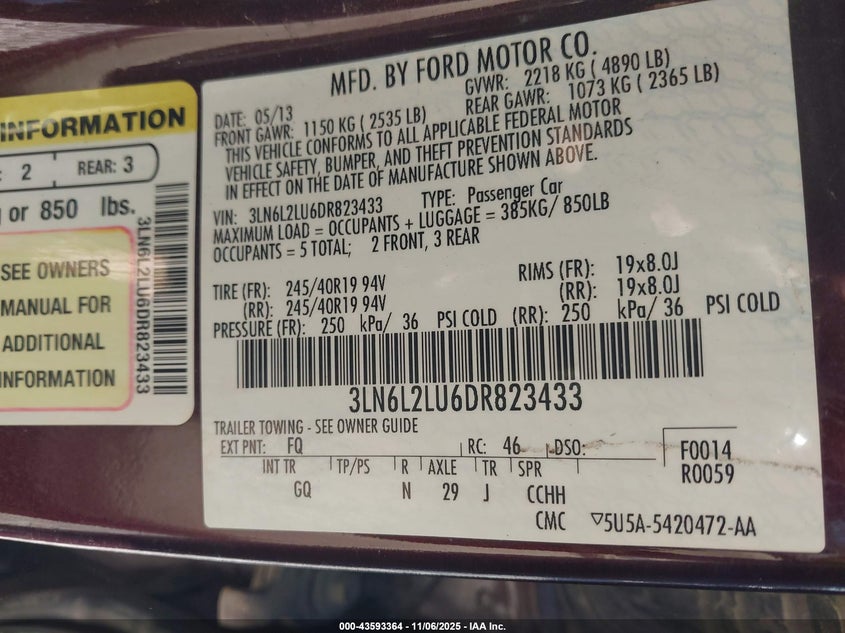 INFORMATION
2 REAR: 3
or 850 lbs.
SEE OWNERS
MANUAL FOR
ADDITIONAL
INFORMATION
3LN6L2LU6DR823433
MFD. BY FORD MOTOR CO.
DATE: 05/13 GVWR: 2218 KG ( 4890 LB)
FRONT GAWR: 1150 KG ( 2535 LB) REAR GAWR: 1073 KG ( 2365 LB)
THIS VEHICLE CONFORMS TO ALL APPLICABLE FEDERAL MOTOR
VEHICLE SAFETY, BUMPER, AND THEFT PREVENTION STANDARDS
IN EFFECT ON THE DATE OF MANUFACTURE SHOWN ABOVE.
VIN: 3LN6L2LU6DR823433 TYPE: Passenger Car
MAXIMUM LOAD = OCCUPANTS + LUGGAGE = 385KG/ 850LB
OCCUPANTS = 5 TOTAL; 2 FRONT, 3 REAR
TIRE (FR): 245/40R19 94V RIMS (FR): 19x8.0J
(RR): 245/40R19 94V (RR): 19x8.0J
PRESSURE (FR): 250 kPa/ 36 PSI COLD (RR): 250 kPa/ 36 PSI COLD
3LN6L2LU6DR823433
TRAILER TOWING - SEE OWNER GUIDE
EXT PNT: FQ RC: 46 DSO: F0014
INT TR TP/PS R AXLE TR SPR R0059
GQ N 29 J CCHH
CMC ▽5U5A-5420472-AA
000-43593364 - 11/06/2025 - IAA Inc.